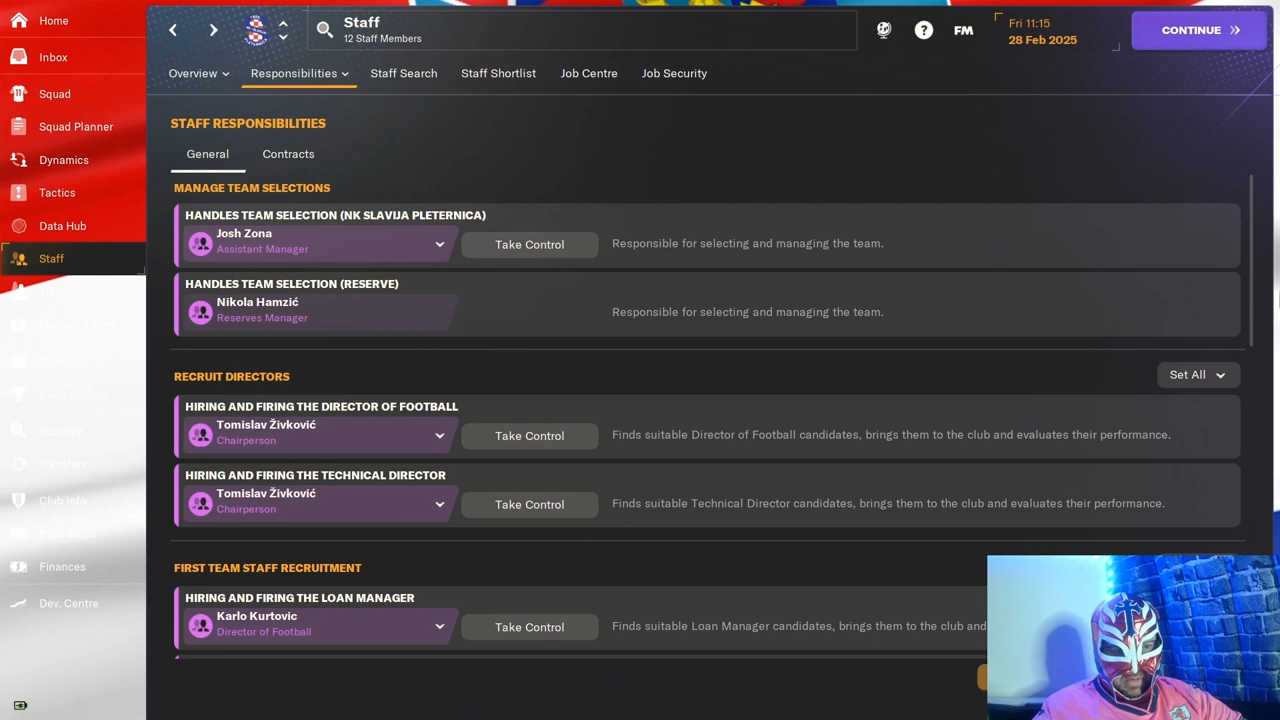 Home
Inbox
Squad
Squad Planner
Dynamics
Tactics
Data Hub
Staff
Scouting
Transfers
Club Info
Finances
Dev. Centre
Staff
12 Staff Members
FM
Fri 11:15
28 Feb 2025
CONTINUE
Overview
Responsibilities
Staff Search
Staff Shortlist
Job Centre
Job Security
STAFF RESPONSIBILITIES
General
Contracts
MANAGE TEAM SELECTIONS
HANDLES TEAM SELECTION (NK SLAVIJA PLETERNICA)
Josh Zona
Assistant Manager
Take Control
Responsible for selecting and managing the team.
HANDLES TEAM SELECTION (RESERVE)
Nikola Hamzić
Reserves Manager
Responsible for selecting and managing the team.
RECRUIT DIRECTORS
Set All
HIRING AND FIRING THE DIRECTOR OF FOOTBALL
Tomislav Živković
Chairperson
Take Control
Finds suitable Director of Football candidates, brings them to the club and evaluates their performance.
HIRING AND FIRING THE TECHNICAL DIRECTOR
Tomislav Živković
Chairperson
Take Control
Finds suitable Technical Director candidates, brings them to the club and evaluates their performance.
FIRST TEAM STAFF RECRUITMENT
HIRING AND FIRING THE LOAN MANAGER
Karlo Kurtovic
Director of Football
Take Control
Finds suitable Loan Manager candidates, brings them to the club and